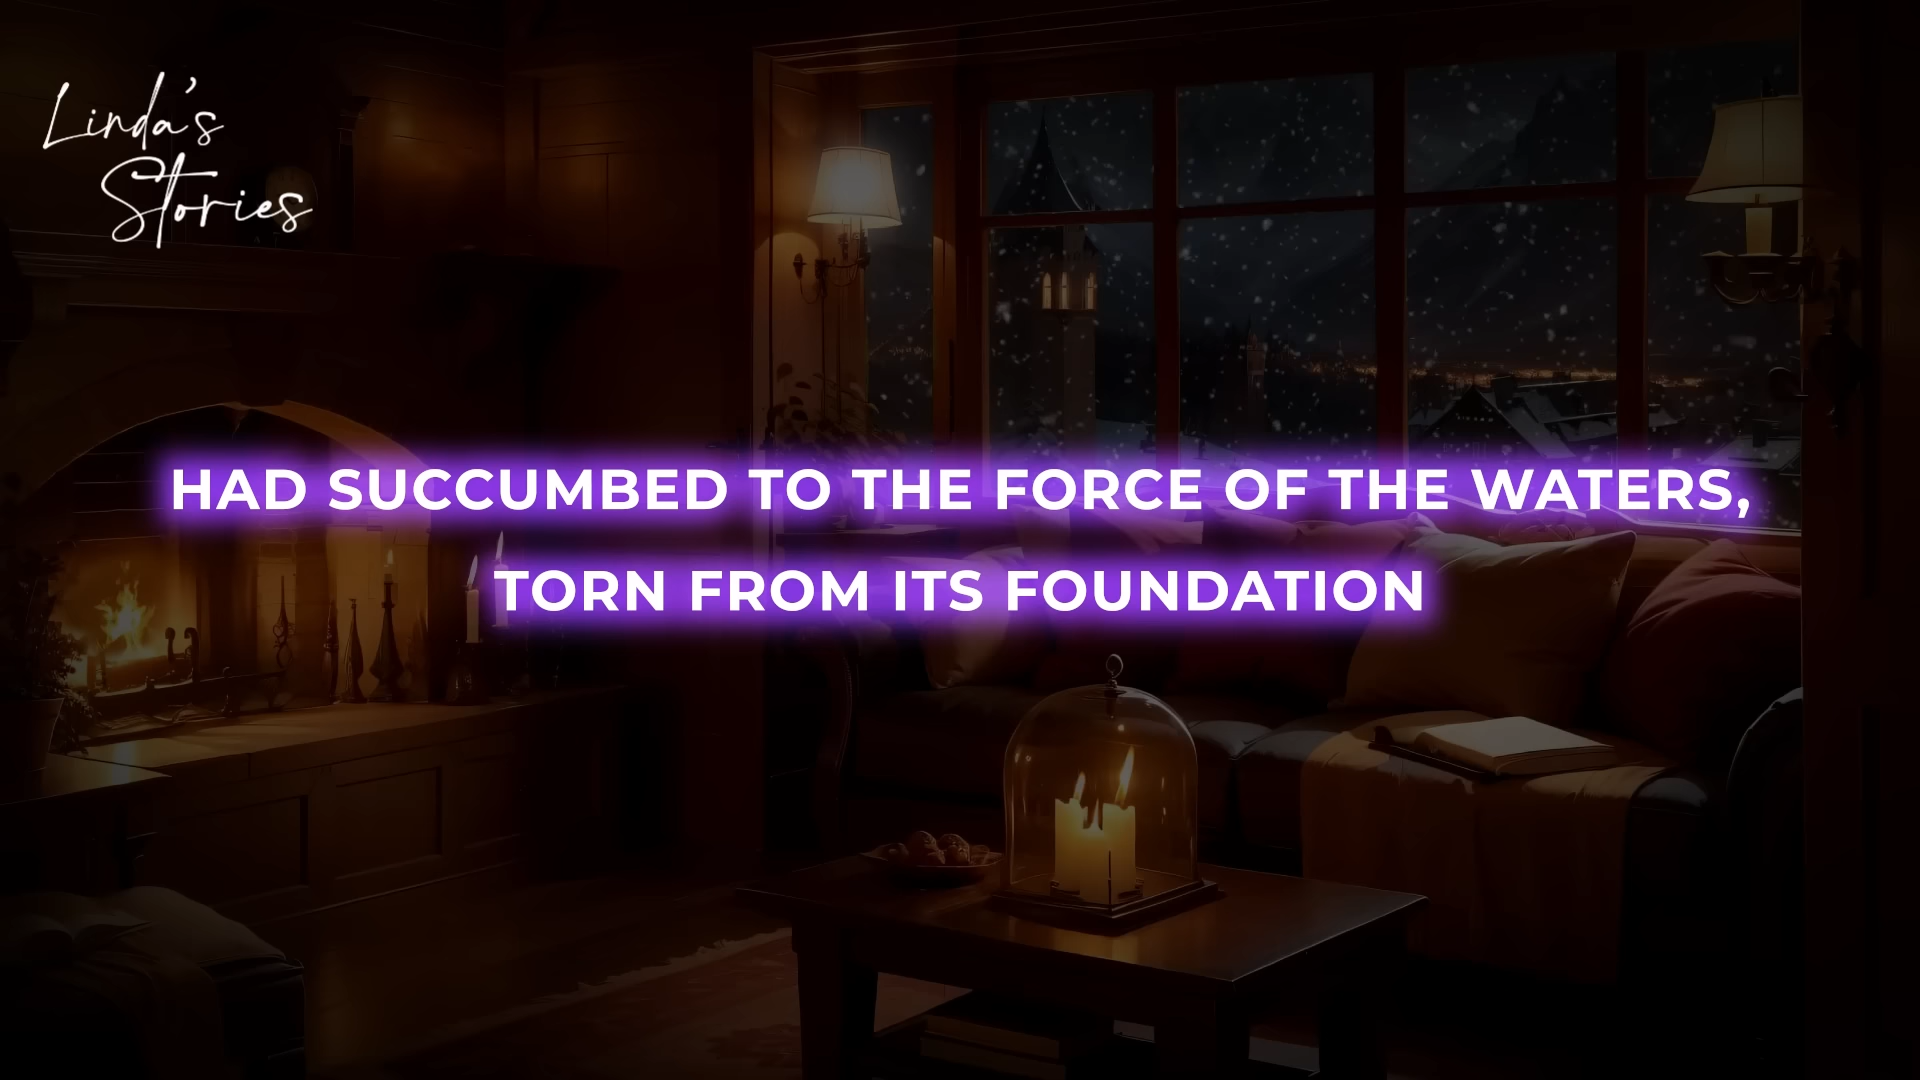 Linda's
Stories
HAD SUCCUMBED TO THE FORCE OF THE WATERS,
TORN FROM ITS FOUNDATION